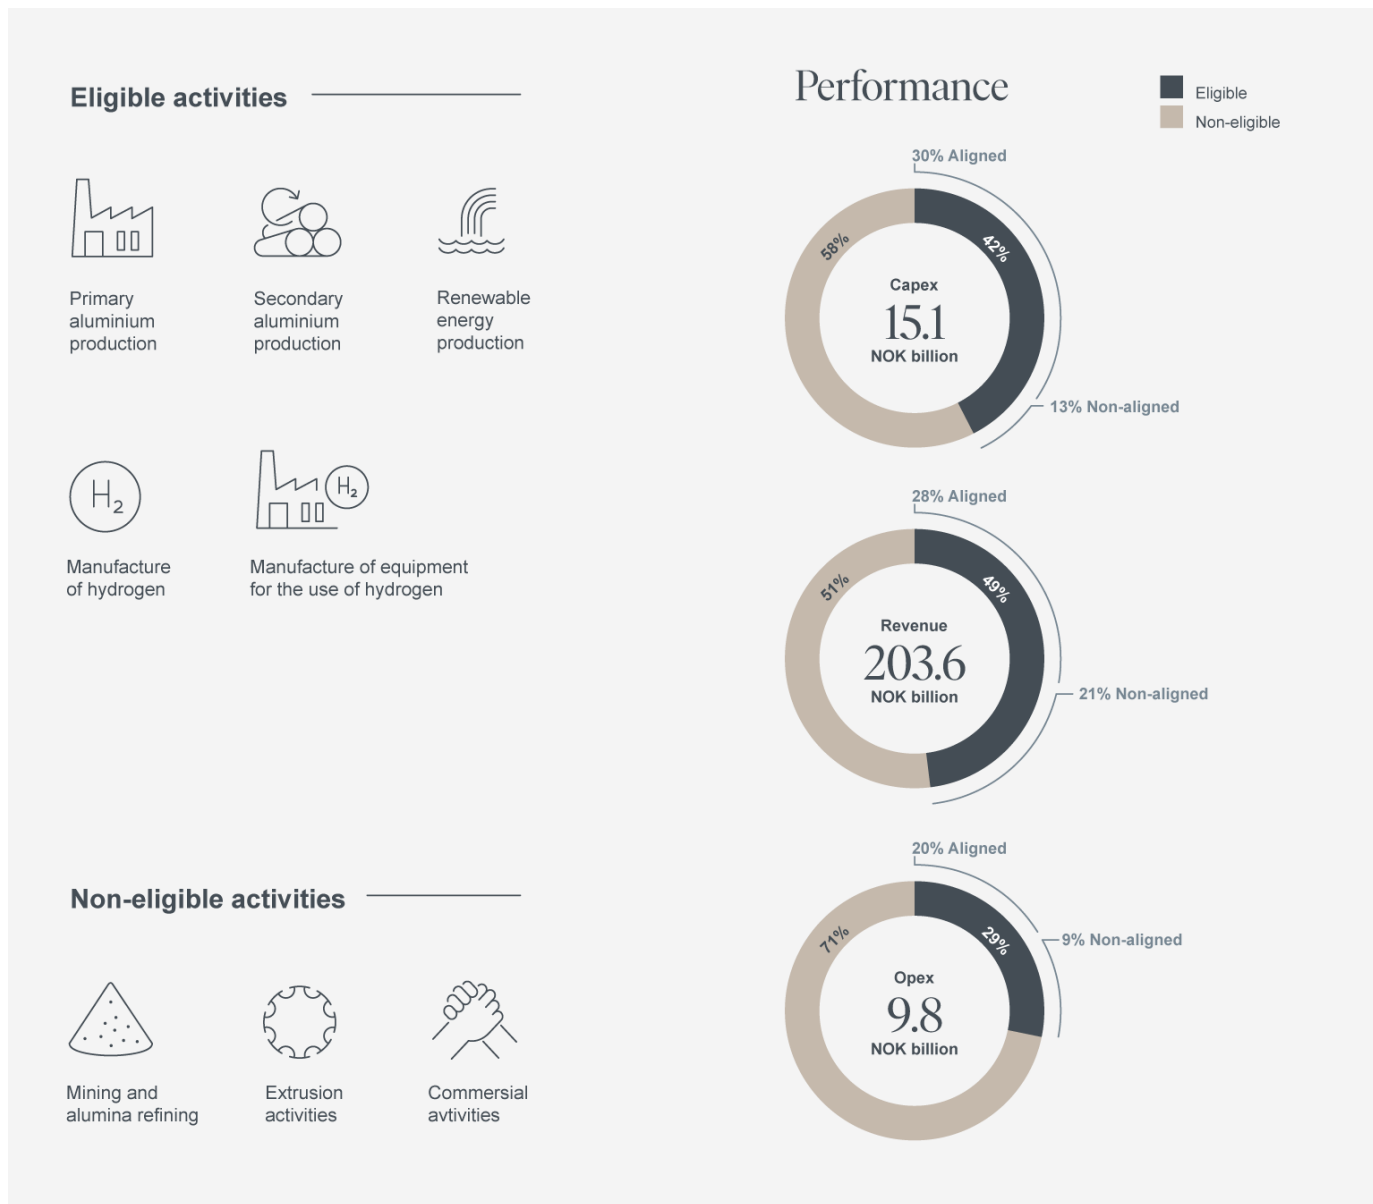 Eligible activities
Primary
aluminium
production
Secondary
aluminium
production
Renewable
energy
production
H2
Manufacture
of hydrogen
H2
Manufacture of equipment
for the use of hydrogen
Non-eligible activities
Mining and
alumina refining
Extrusion
activities
Commersial
avtivities
Performance
Eligible
Non-eligible
30% Aligned
58%
42%
Capex
15.1
NOK billion
13% Non-aligned
28% Aligned
51%
49%
Revenue
203.6
NOK billion
21% Non-aligned
20% Aligned
71%
29%
9% Non-aligned
Opex
9.8
NOK billion